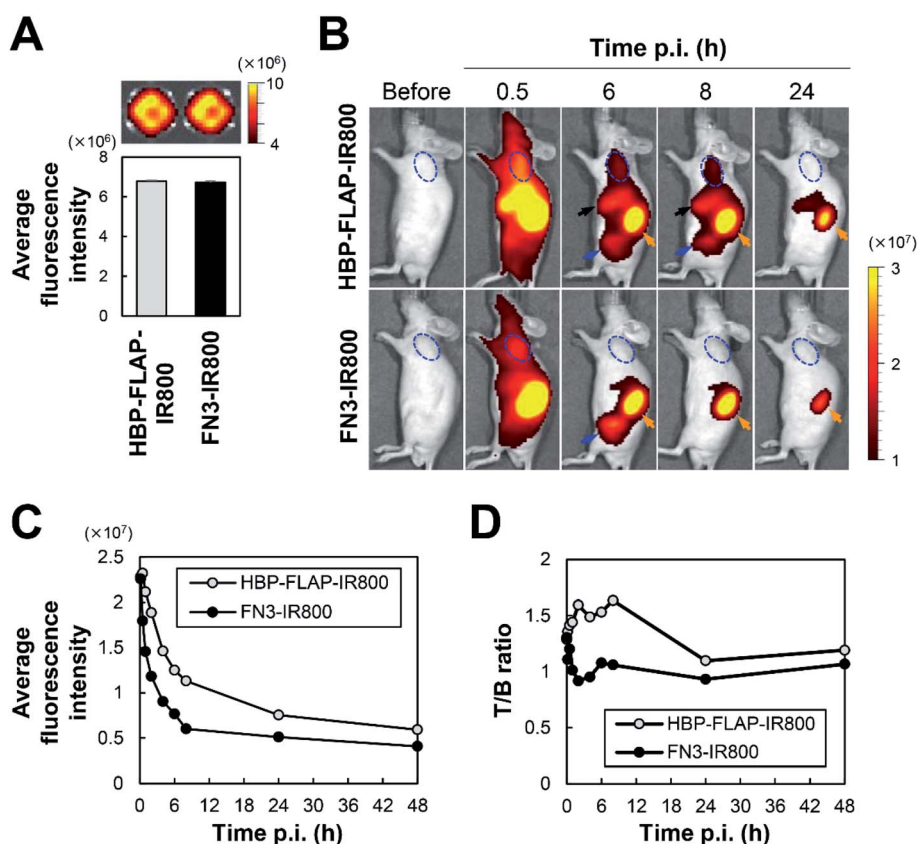 A
(×10⁶)
10
4
(×10⁶)
8
6
4
2
0
Average
fluorescence
intensity
HBP-FLAP-
IR800
FN3-IR800
B
Time p.i. (h)
Before 0.5 6 8 24
HBP-FLAP-IR800
FN3-IR800
(×10⁷)
3
2
1
C
(×10⁷)
2.5
2
1.5
1
0.5
0
Average
fluorescence
intensity
HBP-FLAP-IR800
FN3-IR800
0 6 12 18 24 30 36 42 48
Time p.i. (h)
D
2
1.5
1
0.5
0
T/B ratio
HBP-FLAP-IR800
FN3-IR800
0 6 12 18 24 30 36 42 48
Time p.i. (h)